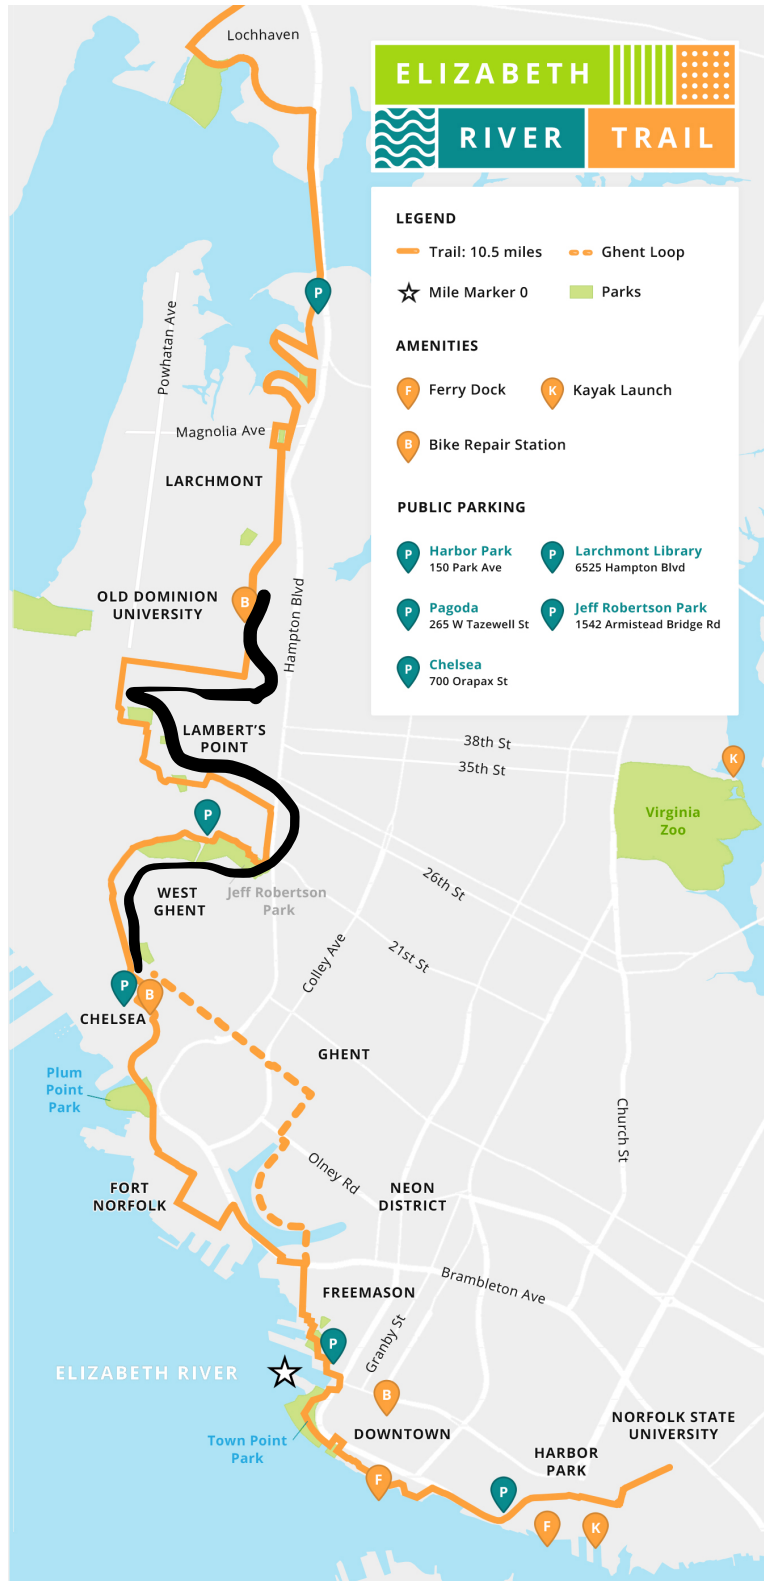 Lochhaven
ELIZABETH
RIVER TRAIL
LEGEND
Trail: 10.5 miles
Ghent Loop
Mile Marker 0
Parks
AMENITIES
F Ferry Dock
K Kayak Launch
B Bike Repair Station
PUBLIC PARKING
P Harbor Park
150 Park Ave
P Larchmont Library
6525 Hampton Blvd
P Pagoda
265 W Tazewell St
P Jeff Robertson Park
1542 Armistead Bridge Rd
P Chelsea
700 Orapax St
P
Powhatan Ave
Magnolia Ave
LARCHMONT
OLD DOMINION
UNIVERSITY
B
Hampton Blvd
LAMBERT'S
POINT
38th St
35th St
K
Virginia
Zoo
P
WEST
GHENT
Jeff Robertson
Park
26th St
21st St
Colley Ave
P
B
CHELSEA
GHENT
Plum
Point
Park
Church St
Olney Rd
FORT
NORFOLK
NEON
DISTRICT
Brambleton Ave
FREEMASON
P
Granby St
ELIZABETH RIVER
B
DOWNTOWN
Town Point
Park
NORFOLK STATE
UNIVERSITY
HARBOR
PARK
F
P
F
K